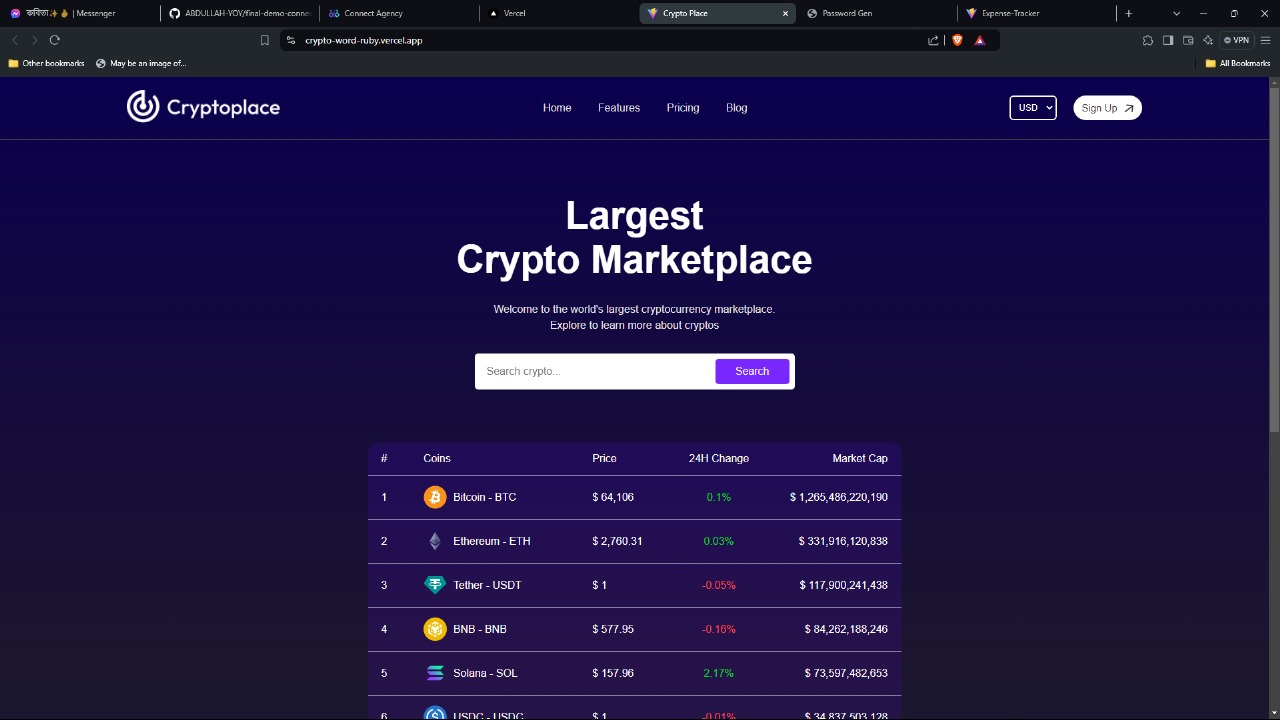 কবিতা✨👌 | Messenger
ABDULLAH-YOY/final-demo-connec
Connect Agency
Vercel
Crypto Place
Password Gen
Expense-Tracker
crypto-word-ruby.vercel.app
VPN
Other bookmarks
May be an image of...
All Bookmarks
Cryptoplace
Home
Features
Pricing
Blog
USD
Sign Up
Largest
Crypto Marketplace
Welcome to the world's largest cryptocurrency marketplace.
Explore to learn more about cryptos
Search crypto...
Search
# Coins Price 24H Change Market Cap
1 Bitcoin - BTC $ 64,106 0.1% $ 1,265,486,220,190
2 Ethereum - ETH $ 2,760.31 0.03% $ 331,916,120,838
3 Tether - USDT $ 1 -0.05% $ 117,900,241,438
4 BNB - BNB $ 577.95 -0.16% $ 84,262,188,246
5 Solana - SOL $ 157.96 2.17% $ 73,597,482,653
6 USDC - USDC $ 1 -0.01% $ 34,837,503,128